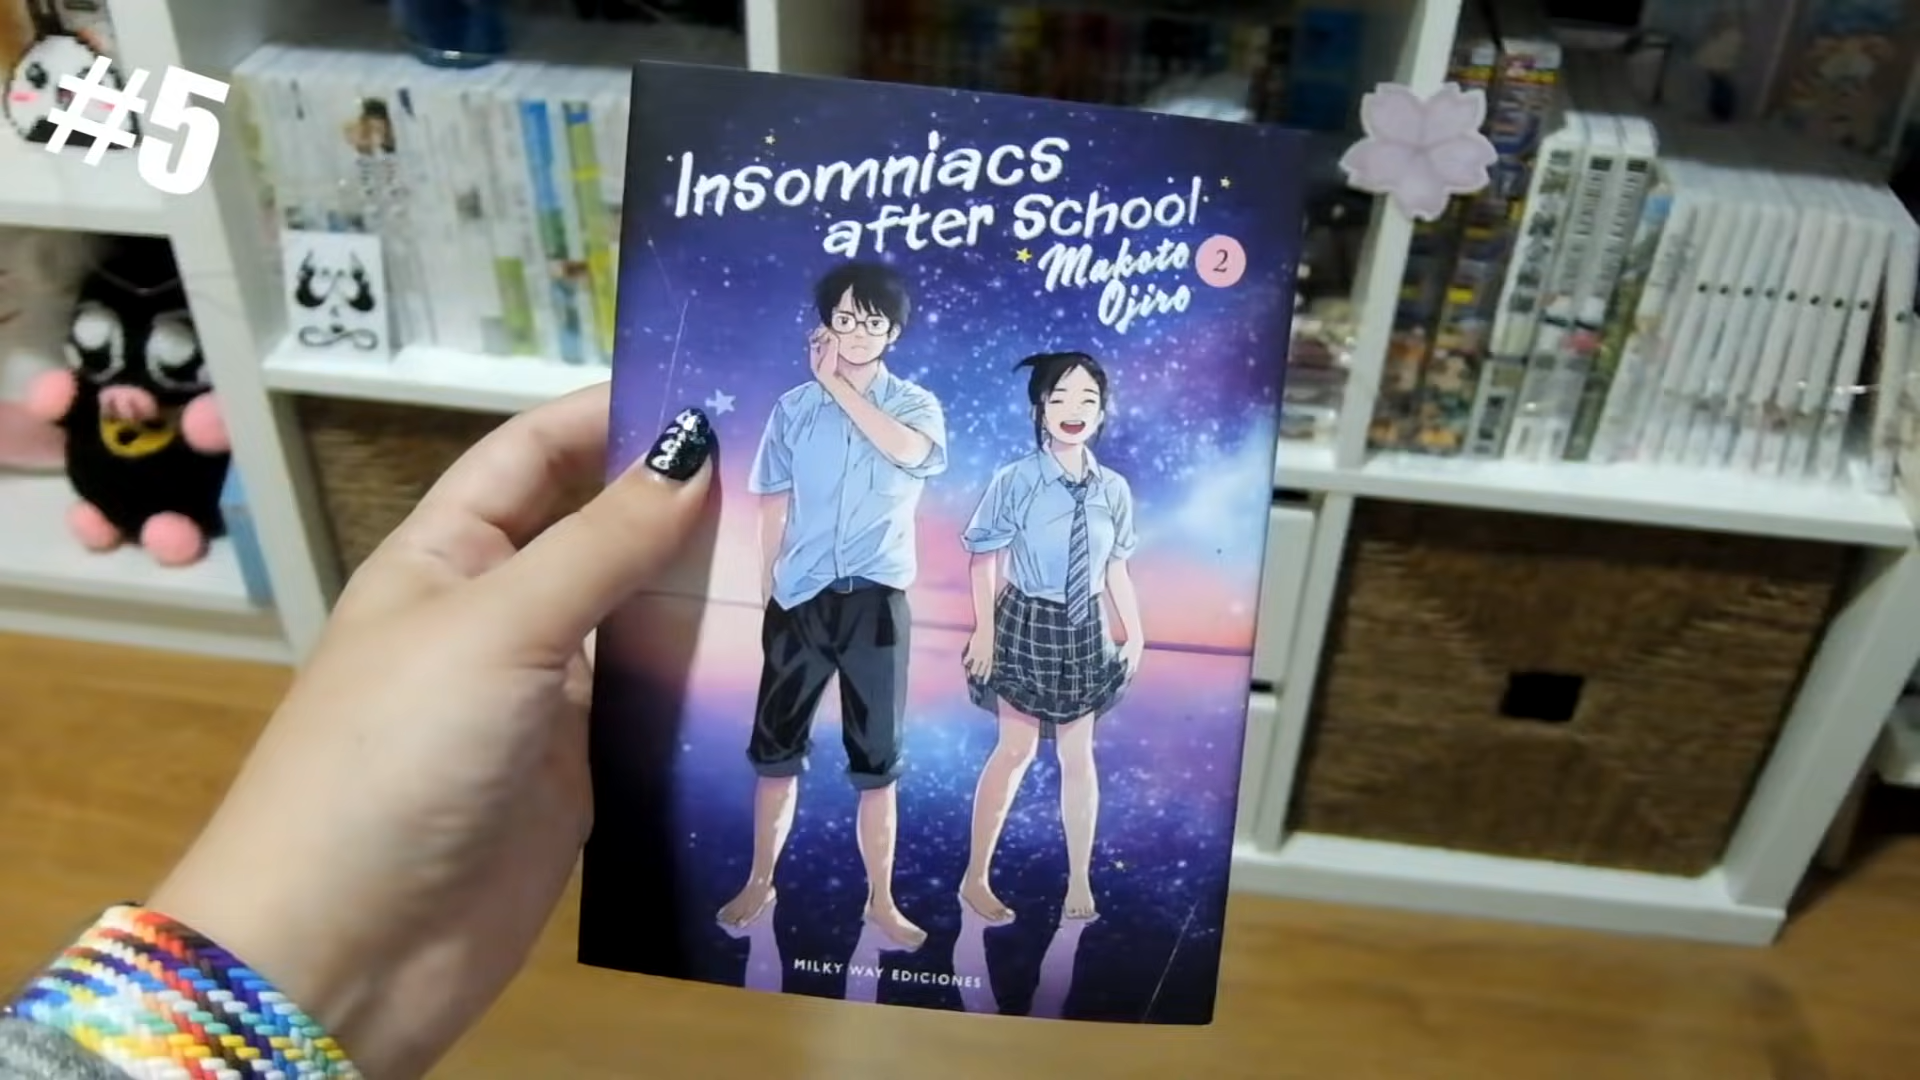 #5
Insomniacs
after School
Makoto
Ojiro
2
MILKY WAY EDICIONES